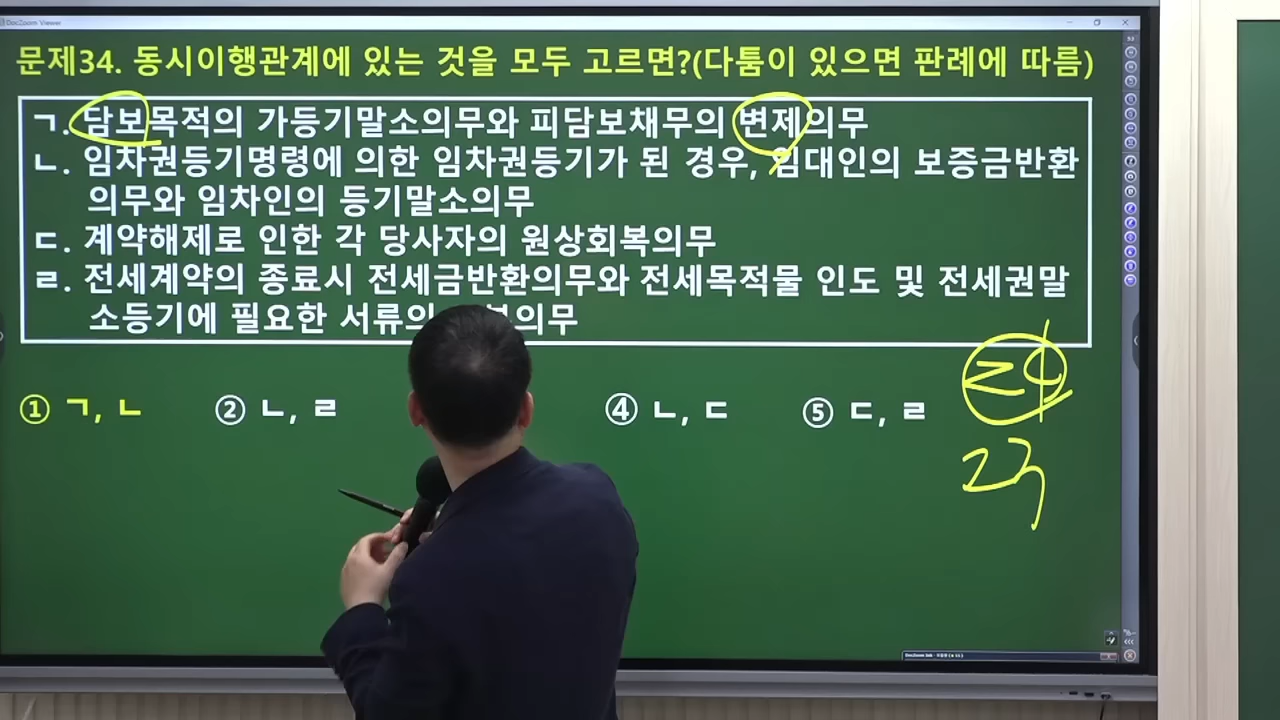 DocZoom Viewer
문제34. 동시이행관계에 있는 것을 모두 고르면?(다툼이 있으면 판례에 따름)
ㄱ. 담보목적의 가등기말소의무와 피담보채무의 변제의무
ㄴ. 임차권등기명령에 의한 임차권등기가 된 경우, 임대인의 보증금반환
의무와 임차인의 등기말소의무
ㄷ. 계약해제로 인한 각 당사자의 원상회복의무
ㄹ. 전세계약의 종료시 전세금반환의무와 전세목적물 인도 및 전세권말
소등기에 필요한 서류의 의무
① ㄱ, ㄴ ② ㄴ, ㄹ ④ ㄴ, ㄷ ⑤ ㄷ, ㄹ